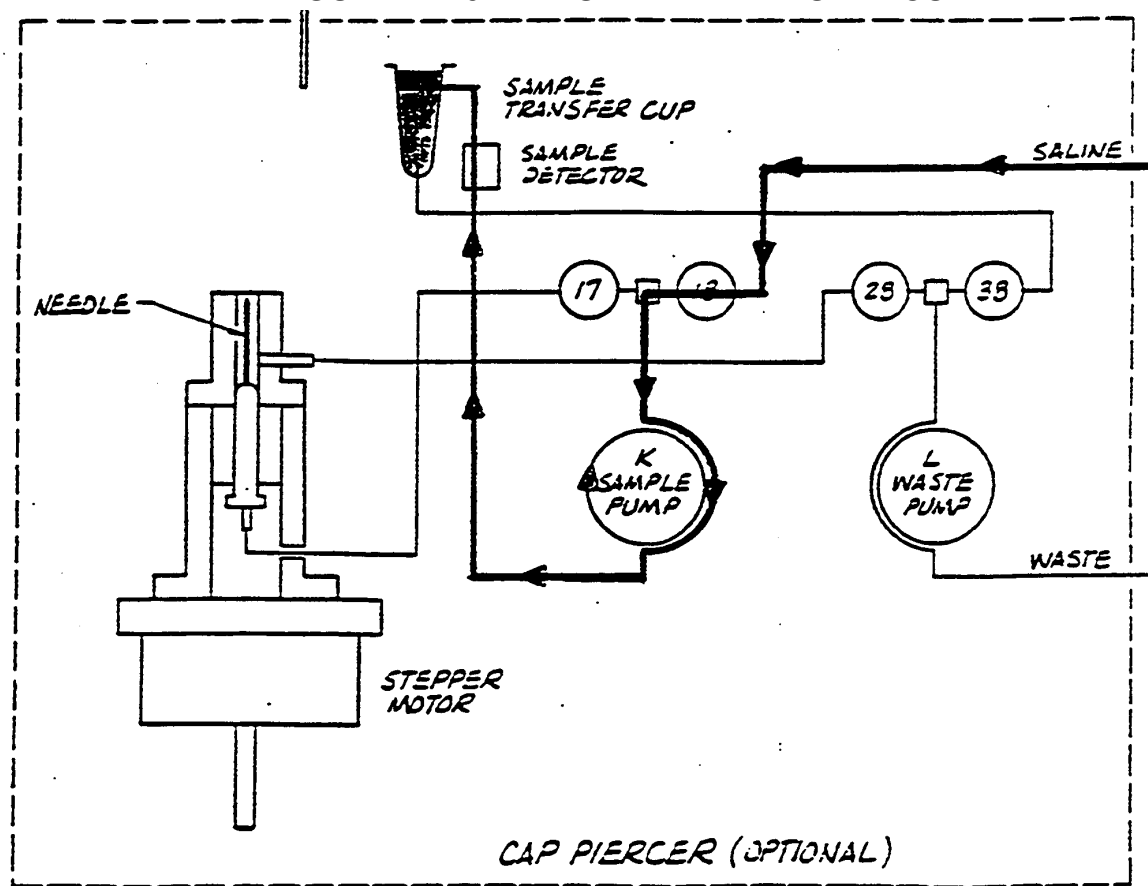 SAMPLE
TRANSFER CUP
SAMPLE
DETECTOR
SALINE
NEEDLE
17
28
38
K
SAMPLE
PUMP
L
WASTE
PUMP
WASTE
STEPPER
MOTOR
CAP PIERCER (OPTIONAL)